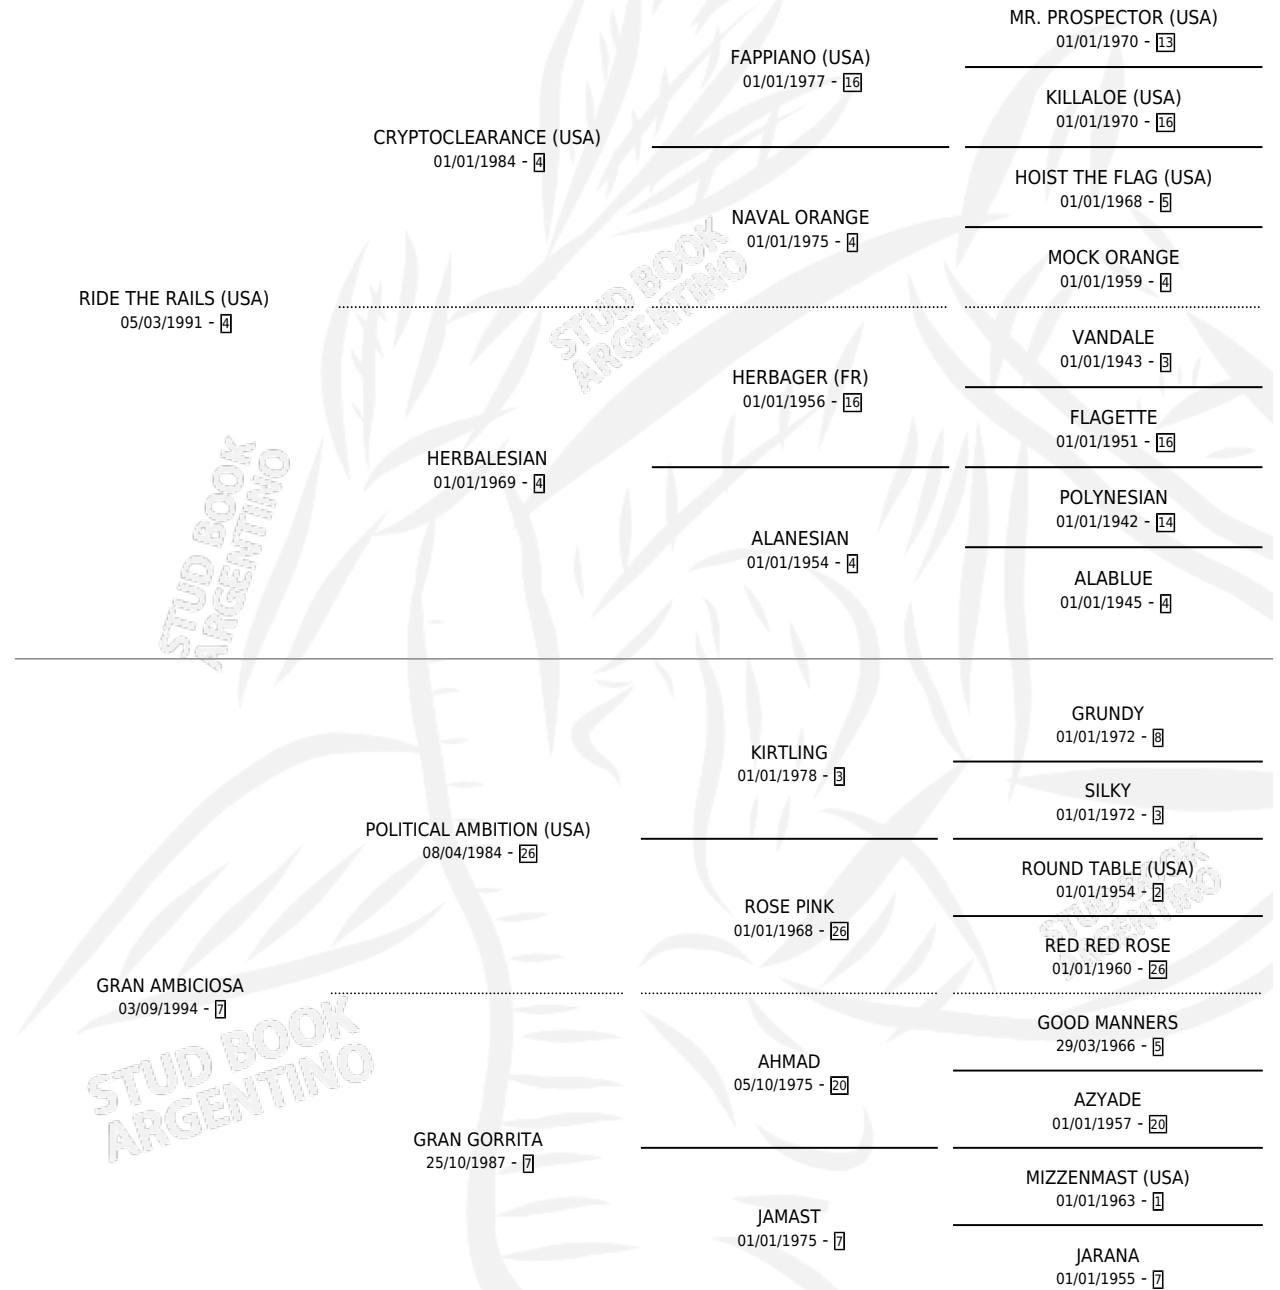 MR. PROSPECTOR (USA)
01/01/1970 - 13
FAPPIANO (USA)
01/01/1977 - 16
KILLALOE (USA)
01/01/1970 - 16
CRYPTOCLEARANCE (USA)
01/01/1984 - 4
HOIST THE FLAG (USA)
01/01/1968 - 5
NAVAL ORANGE
01/01/1975 - 4
MOCK ORANGE
01/01/1959 - 4
RIDE THE RAILS (USA)
05/03/1991 - 4
VANDALE
01/01/1943 - 3
HERBAGER (FR)
01/01/1956 - 16
FLAGETTE
01/01/1951 - 16
HERBALESIAN
01/01/1969 - 4
POLYNESIAN
01/01/1942 - 14
ALANESIAN
01/01/1954 - 4
ALABLUE
01/01/1945 - 4
GRUNDY
01/01/1972 - 8
KIRTLING
01/01/1978 - 3
SILKY
01/01/1972 - 3
POLITICAL AMBITION (USA)
08/04/1984 - 26
ROUND TABLE (USA)
01/01/1954 - 2
ROSE PINK
01/01/1968 - 26
RED RED ROSE
01/01/1960 - 26
GRAN AMBICIOSA
03/09/1994 - 7
GOOD MANNERS
29/03/1966 - 5
AHMAD
05/10/1975 - 20
AZYADE
01/01/1957 - 20
GRAN GORRITA
25/10/1987 - 7
MIZZENMAST (USA)
01/01/1963 - 1
JAMAST
01/01/1975 - 7
JARANA
01/01/1955 - 7
STUD BOOK
ARGENTINO
STUD BOOK
ARGENTINO
STUD BOOK
ARGENTINO
STUD BOOK
ARGENTINO